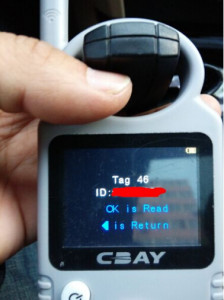 Tag 46
ID:
OK is Read
◀ is Return
CBAY